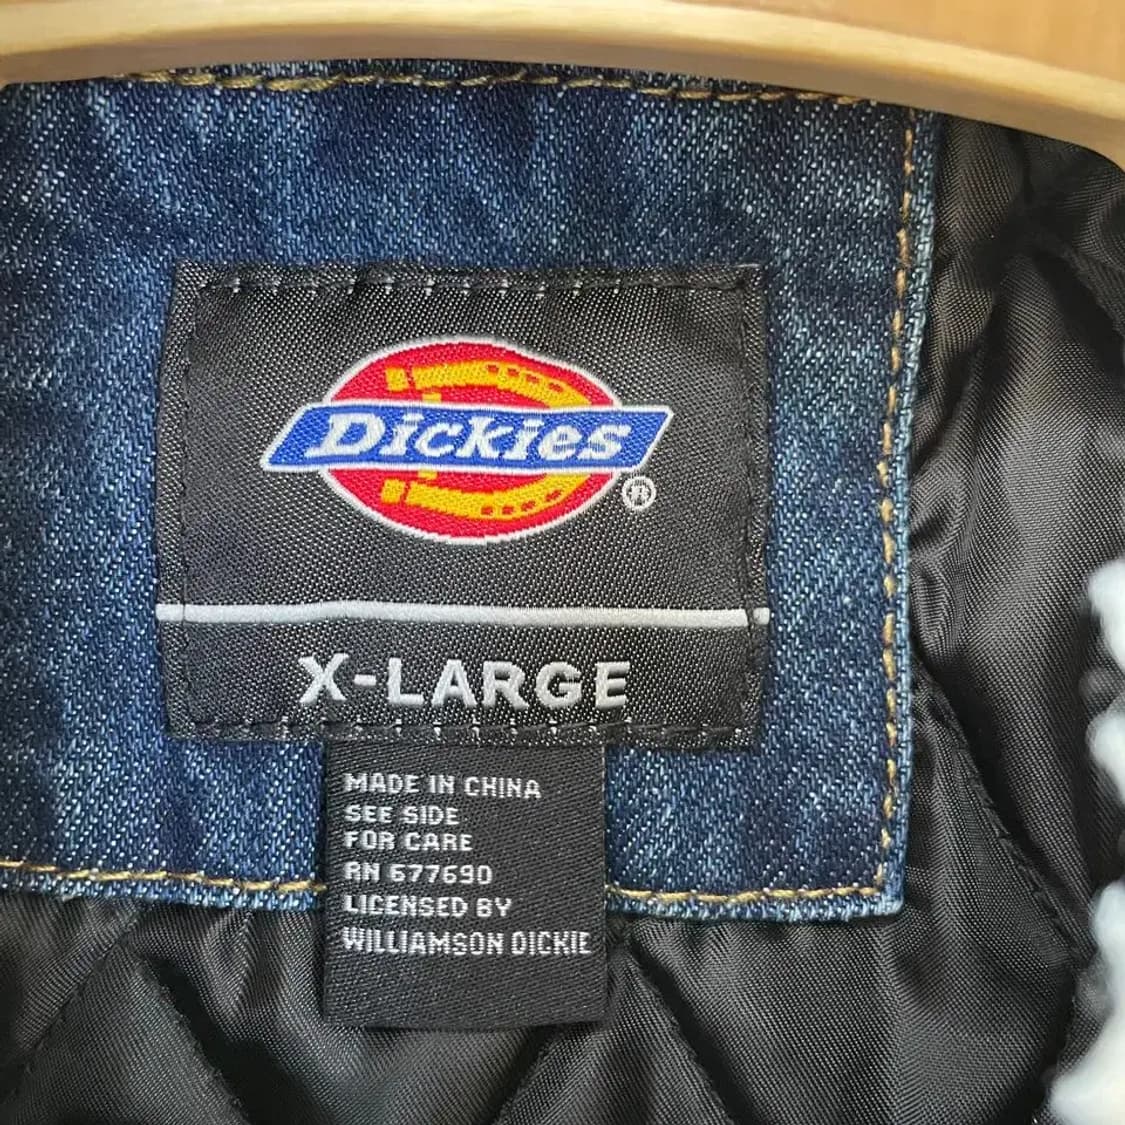 Dickies®
X-LARGE
MADE IN CHINA
SEE SIDE
FOR CARE
RN 677690
LICENSED BY
WILLIAMSON DICKIE